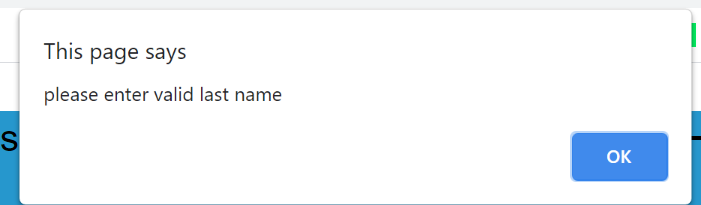 This page says
please enter valid last name
OK
s